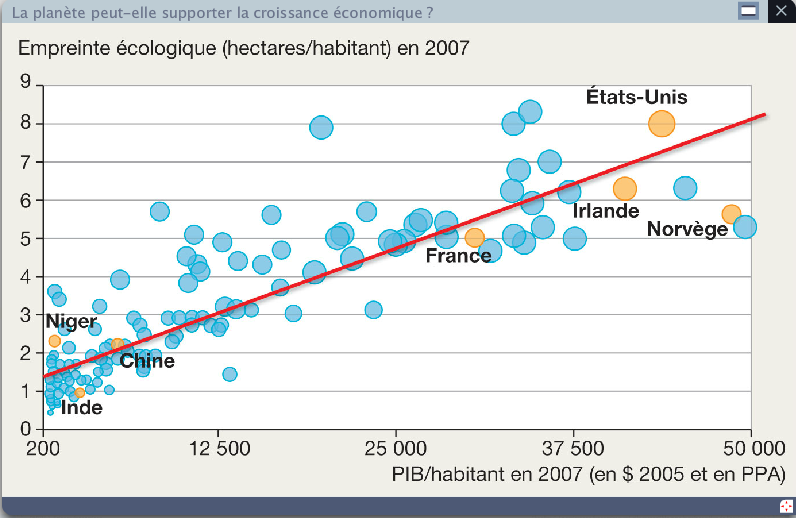 La planète peut-elle supporter la croissance économique ?
Empreinte écologique (hectares/habitant) en 2007
9
États-Unis
8
7
6
Irlande
Norvège
5
France
4
3
Niger
2
Chine
1
Inde
0
200 12 500 25 000 37 500 50 000
PIB/habitant en 2007 (en $ 2005 et en PPA)